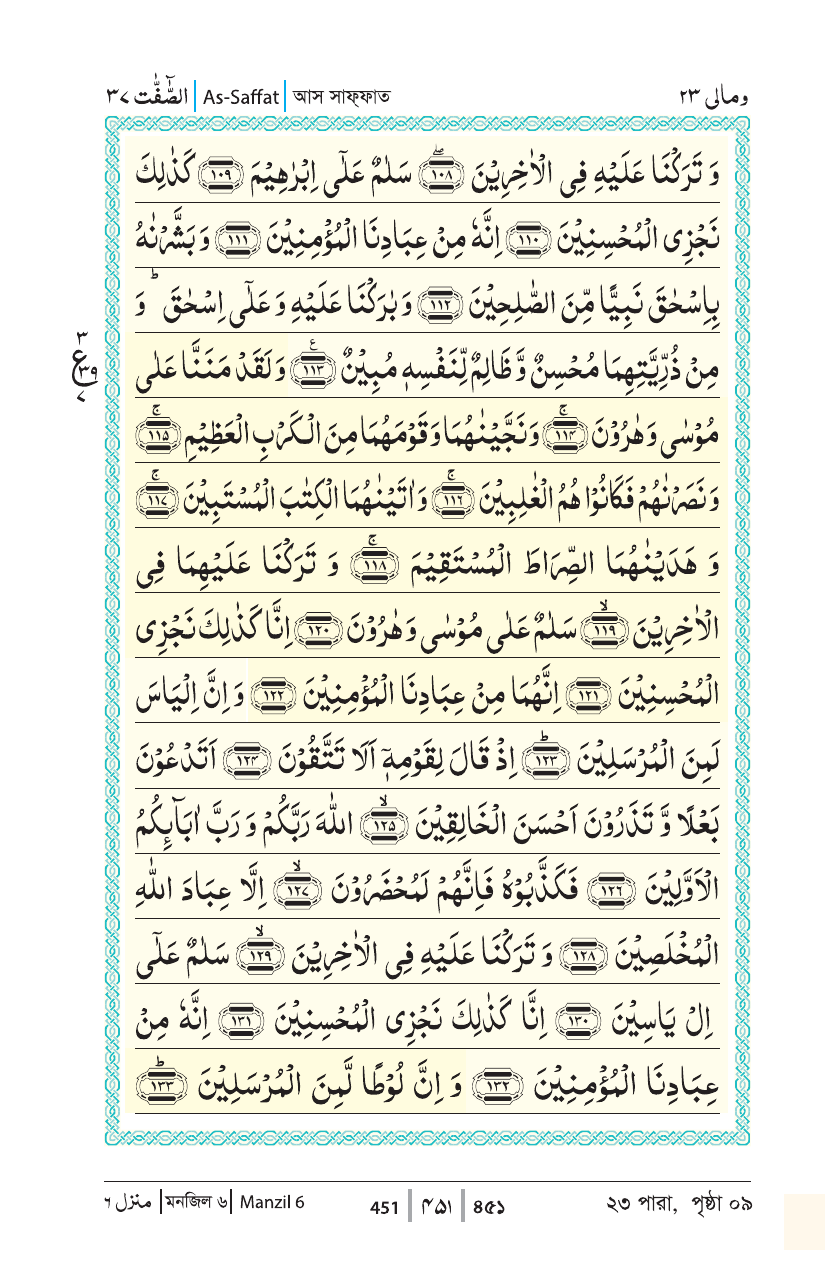 الصّٰٓفّٰت ٣٧ | As-Saffat | আস সাফ্ফাত
ومالى ٢٣
وَ تَرَكْنَا عَلَيْهِ فِى الْاٰخِرِيْنَ ۖ ١٠٨ سَلٰمٌ عَلٰٓى اِبْرٰهِيْمَ ١٠٩ كَذٰلِكَ
نَجْزِى الْمُحْسِنِيْنَ ١١٠ اِنَّهٗ مِنْ عِبَادِنَا الْمُؤْمِنِيْنَ ١١١ وَ بَشَّرْنٰهُ
بِاِسْحٰقَ نَبِيًّا مِّنَ الصّٰلِحِيْنَ ١١٢ وَ بٰرَكْنَا عَلَيْهِ وَ عَلٰٓى اِسْحٰقَ ؕ وَ
مِنْ ذُرِّيَّتِهِمَا مُحْسِنٌ وَّ ظَالِمٌ لِّنَفْسِهٖ مُبِيْنٌ ع ١١٣ وَ لَقَدْ مَنَنَّا عَلٰى
٣ ع ٣٩ ٧
مُوْسٰى وَ هٰرُوْنَ ۚ ١١٤ وَ نَجَّيْنٰهُمَا وَ قَوْمَهُمَا مِنَ الْكَرْبِ الْعَظِيْمِ ۚ ١١٥
وَ نَصَرْنٰهُمْ فَكَانُوْا هُمُ الْغٰلِبِيْنَ ۚ ١١٦ وَ اٰتَيْنٰهُمَا الْكِتٰبَ الْمُسْتَبِيْنَ ۚ ١١٧
وَ هَدَيْنٰهُمَا الصِّرَاطَ الْمُسْتَقِيْمَ ۚ ١١٨ وَ تَرَكْنَا عَلَيْهِمَا فِى
الْاٰخِرِيْنَ ۙ ١١٩ سَلٰمٌ عَلٰى مُوْسٰى وَ هٰرُوْنَ ١٢٠ اِنَّا كَذٰلِكَ نَجْزِى
الْمُحْسِنِيْنَ ١٢١ اِنَّهُمَا مِنْ عِبَادِنَا الْمُؤْمِنِيْنَ ١٢٢ وَ اِنَّ اِلْيَاسَ
لَمِنَ الْمُرْسَلِيْنَ ؕ ١٢٣ اِذْ قَالَ لِقَوْمِهٖٓ اَلَا تَتَّقُوْنَ ١٢٤ اَتَدْعُوْنَ
بَعْلًا وَّ تَذَرُوْنَ اَحْسَنَ الْخَالِقِيْنَ ۙ ١٢٥ اللّٰهَ رَبَّكُمْ وَ رَبَّ اٰبَآئِكُمُ
الْاَوَّلِيْنَ ١٢٦ فَكَذَّبُوْهُ فَاِنَّهُمْ لَمُحْضَرُوْنَ ۙ ١٢٧ اِلَّا عِبَادَ اللّٰهِ
الْمُخْلَصِيْنَ ١٢٨ وَ تَرَكْنَا عَلَيْهِ فِى الْاٰخِرِيْنَ ۙ ١٢٩ سَلٰمٌ عَلٰٓى
اِلْ يَاسِيْنَ ١٣٠ اِنَّا كَذٰلِكَ نَجْزِى الْمُحْسِنِيْنَ ١٣١ اِنَّهٗ مِنْ
عِبَادِنَا الْمُؤْمِنِيْنَ ١٣٢ وَ اِنَّ لُوْطًا لَّمِنَ الْمُرْسَلِيْنَ ؕ ١٣٣
منزل ٦ | মনজিল ৬ | Manzil 6
451 | ۴۵۱ | ৪৫১
২৩ পারা, পৃষ্ঠা ০৯